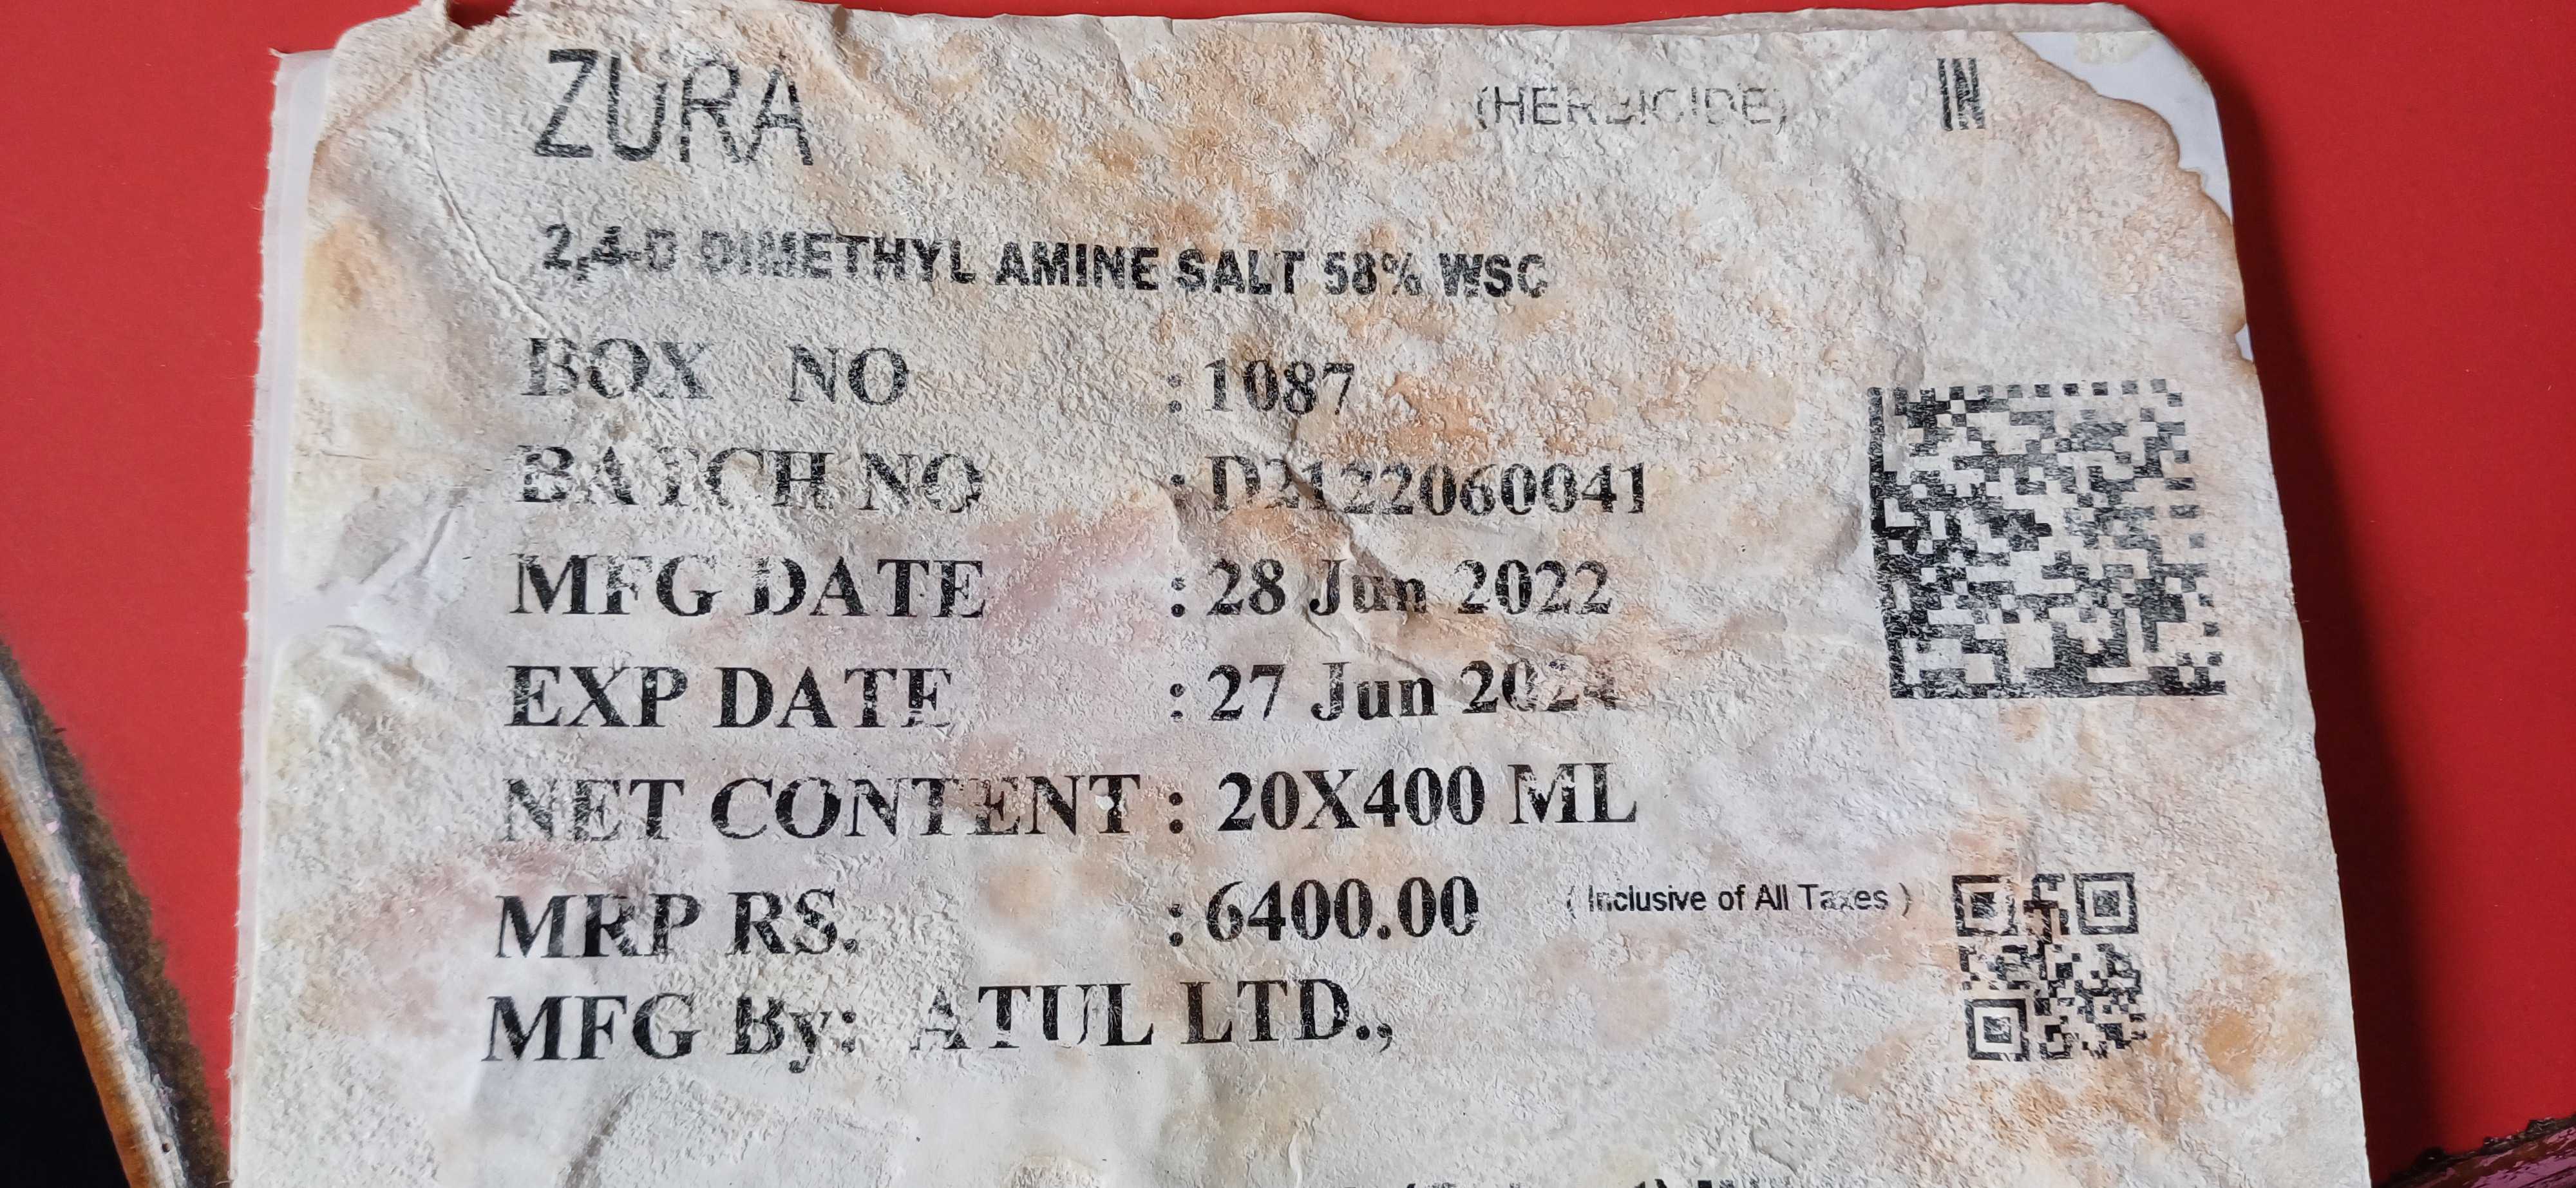 ZURA (HERBICIDE) IN
2,4-D DIMETHYL AMINE SALT 58% WSC
BOX NO : 1087
BATCH NO : D2122060041
MFG DATE : 28 Jun 2022
EXP DATE : 27 Jun 2024
NET CONTENT : 20X400 ML
MRP RS. : 6400.00 ( Inclusive of All Taxes )
MFG By: ATUL LTD.,